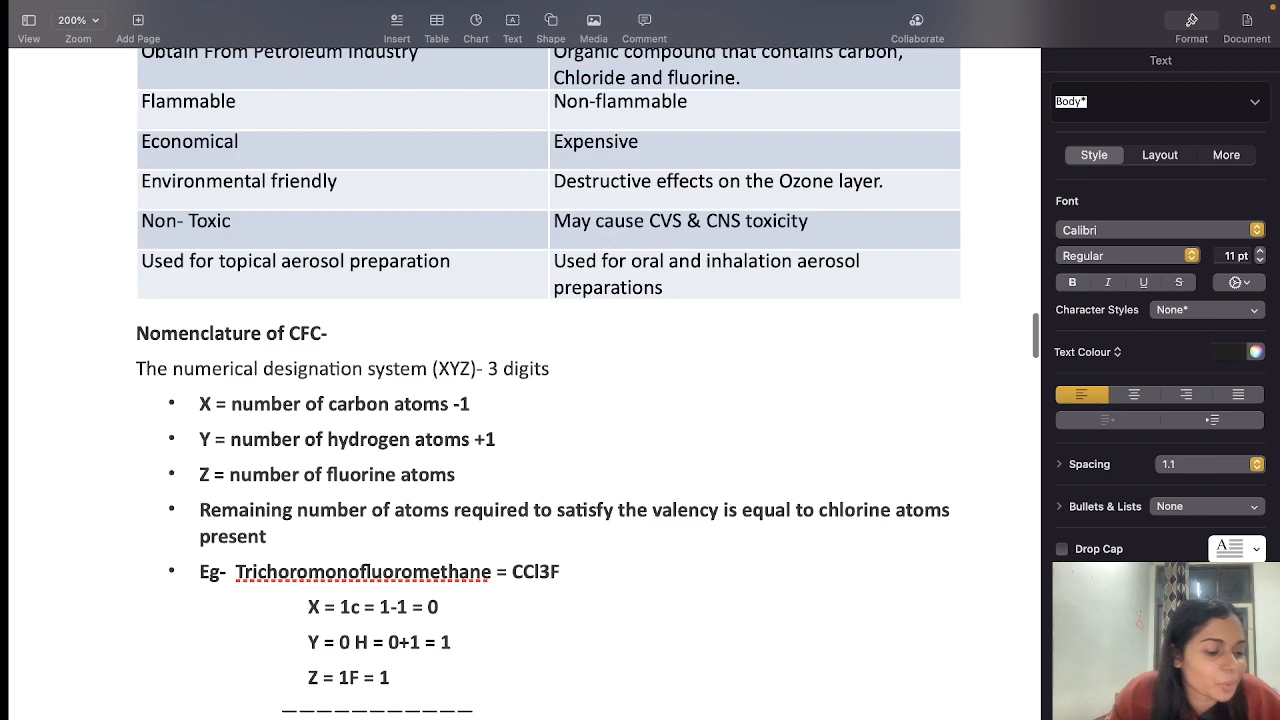 200%
View
Zoom
Add Page
Insert
Table
Chart
Text
Shape
Media
Comment
Collaborate
Format
Document
Obtain From Petroleum Industry
Organic compound that contains carbon,
Chloride and fluorine.
Flammable
Non-flammable
Economical
Expensive
Environmental friendly
Destructive effects on the Ozone layer.
Non- Toxic
May cause CVS & CNS toxicity
Used for topical aerosol preparation
Used for oral and inhalation aerosol
preparations
Nomenclature of CFC-
The numerical designation system (XYZ)- 3 digits
• X = number of carbon atoms -1
• Y = number of hydrogen atoms +1
• Z = number of fluorine atoms
• Remaining number of atoms required to satisfy the valency is equal to chlorine atoms
present
• Eg- Trichoromonofluoromethane = CCl3F
X = 1c = 1-1 = 0
Y = 0 H = 0+1 = 1
Z = 1F = 1
___________
Text
Body*
Style
Layout
More
Font
Calibri
Regular
11 pt
B I U S
Character Styles
None*
Text Colour
Spacing
1.1
Bullets & Lists
None
Drop Cap
A